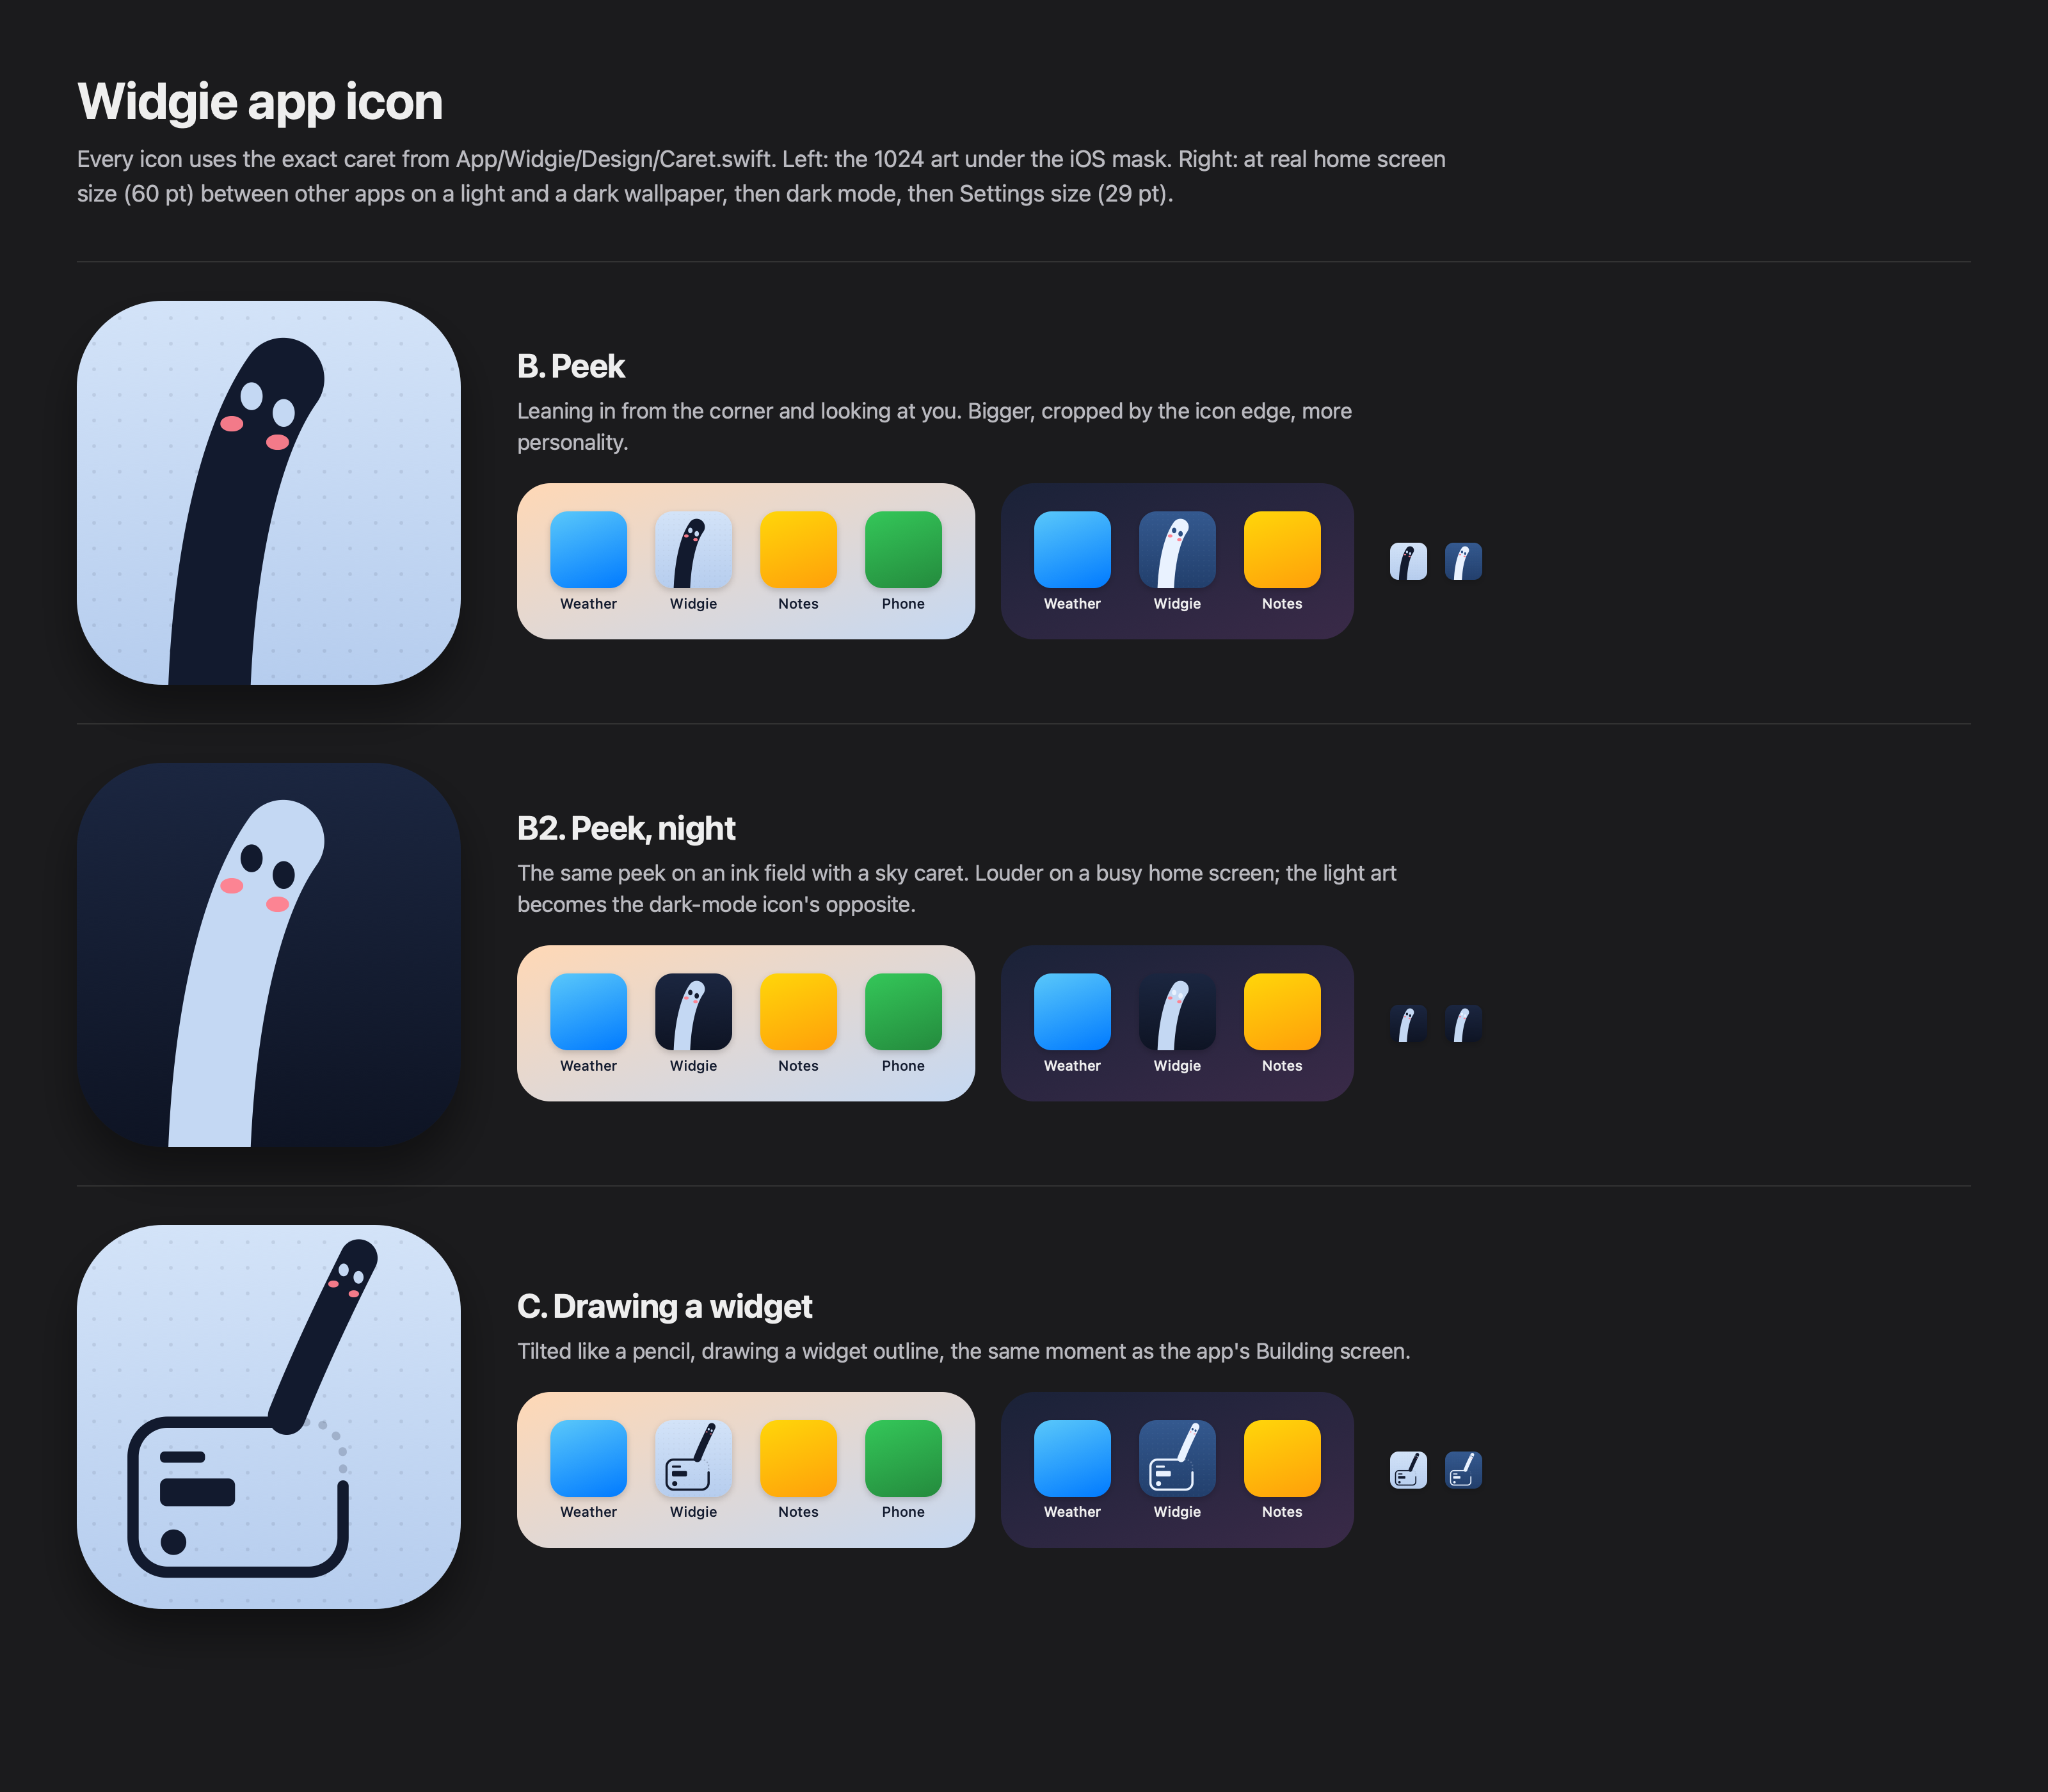 Widgie app icon
Every icon uses the exact caret from App/Widgie/Design/Caret.swift. Left: the 1024 art under the iOS mask. Right: at real home screen
size (60 pt) between other apps on a light and a dark wallpaper, then dark mode, then Settings size (29 pt).
B. Peek
Leaning in from the corner and looking at you. Bigger, cropped by the icon edge, more
personality.
Weather Widgie Notes Phone
Weather Widgie Notes
B2. Peek, night
The same peek on an ink field with a sky caret. Louder on a busy home screen; the light art
becomes the dark-mode icon's opposite.
Weather Widgie Notes Phone
Weather Widgie Notes
C. Drawing a widget
Tilted like a pencil, drawing a widget outline, the same moment as the app's Building screen.
Weather Widgie Notes Phone
Weather Widgie Notes